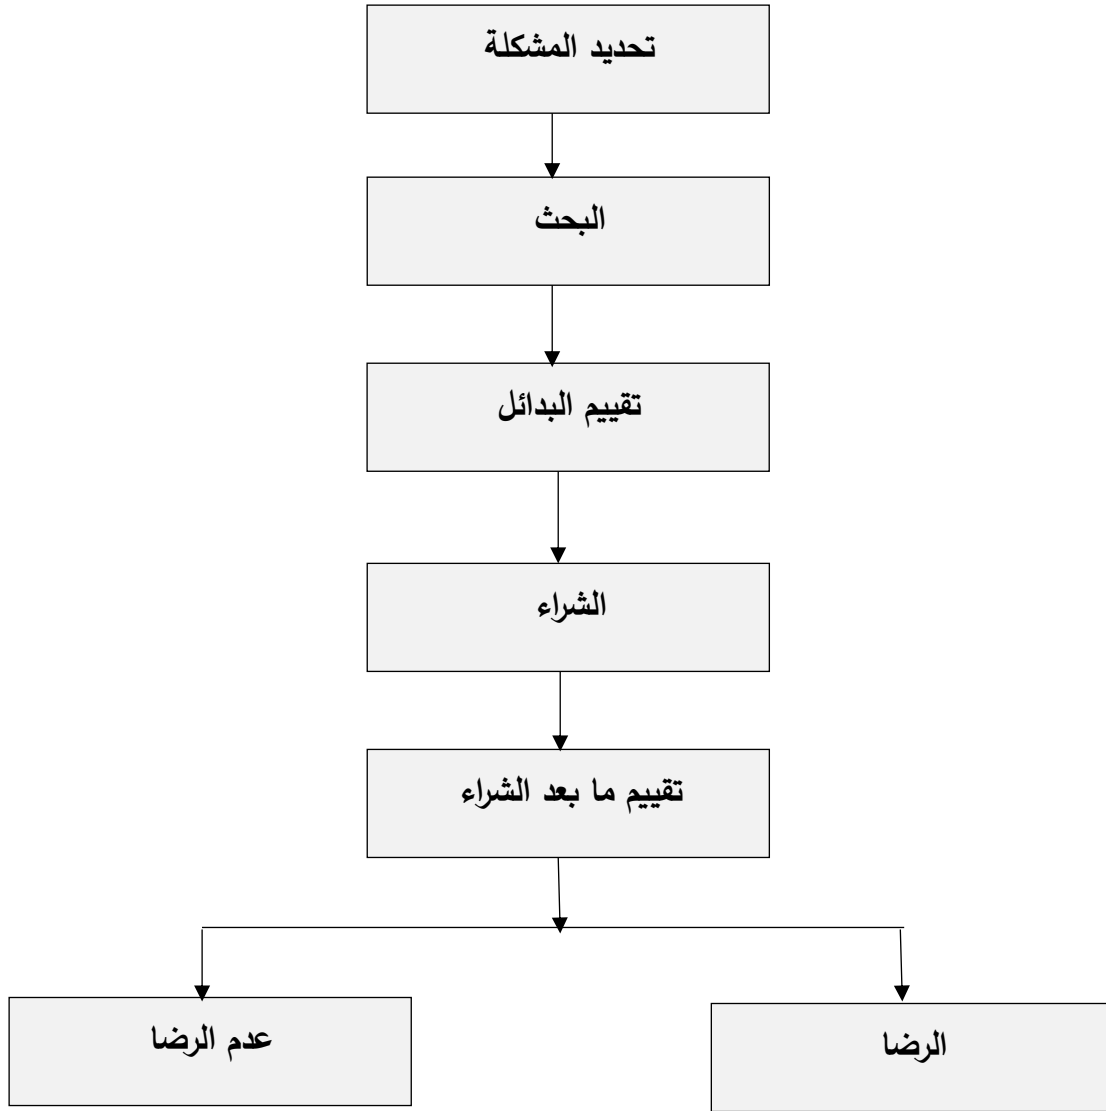 تحديد المشكلة
البحث
تقييم البدائل
الشراء
تقييم ما بعد الشراء
الرضا
عدم الرضا